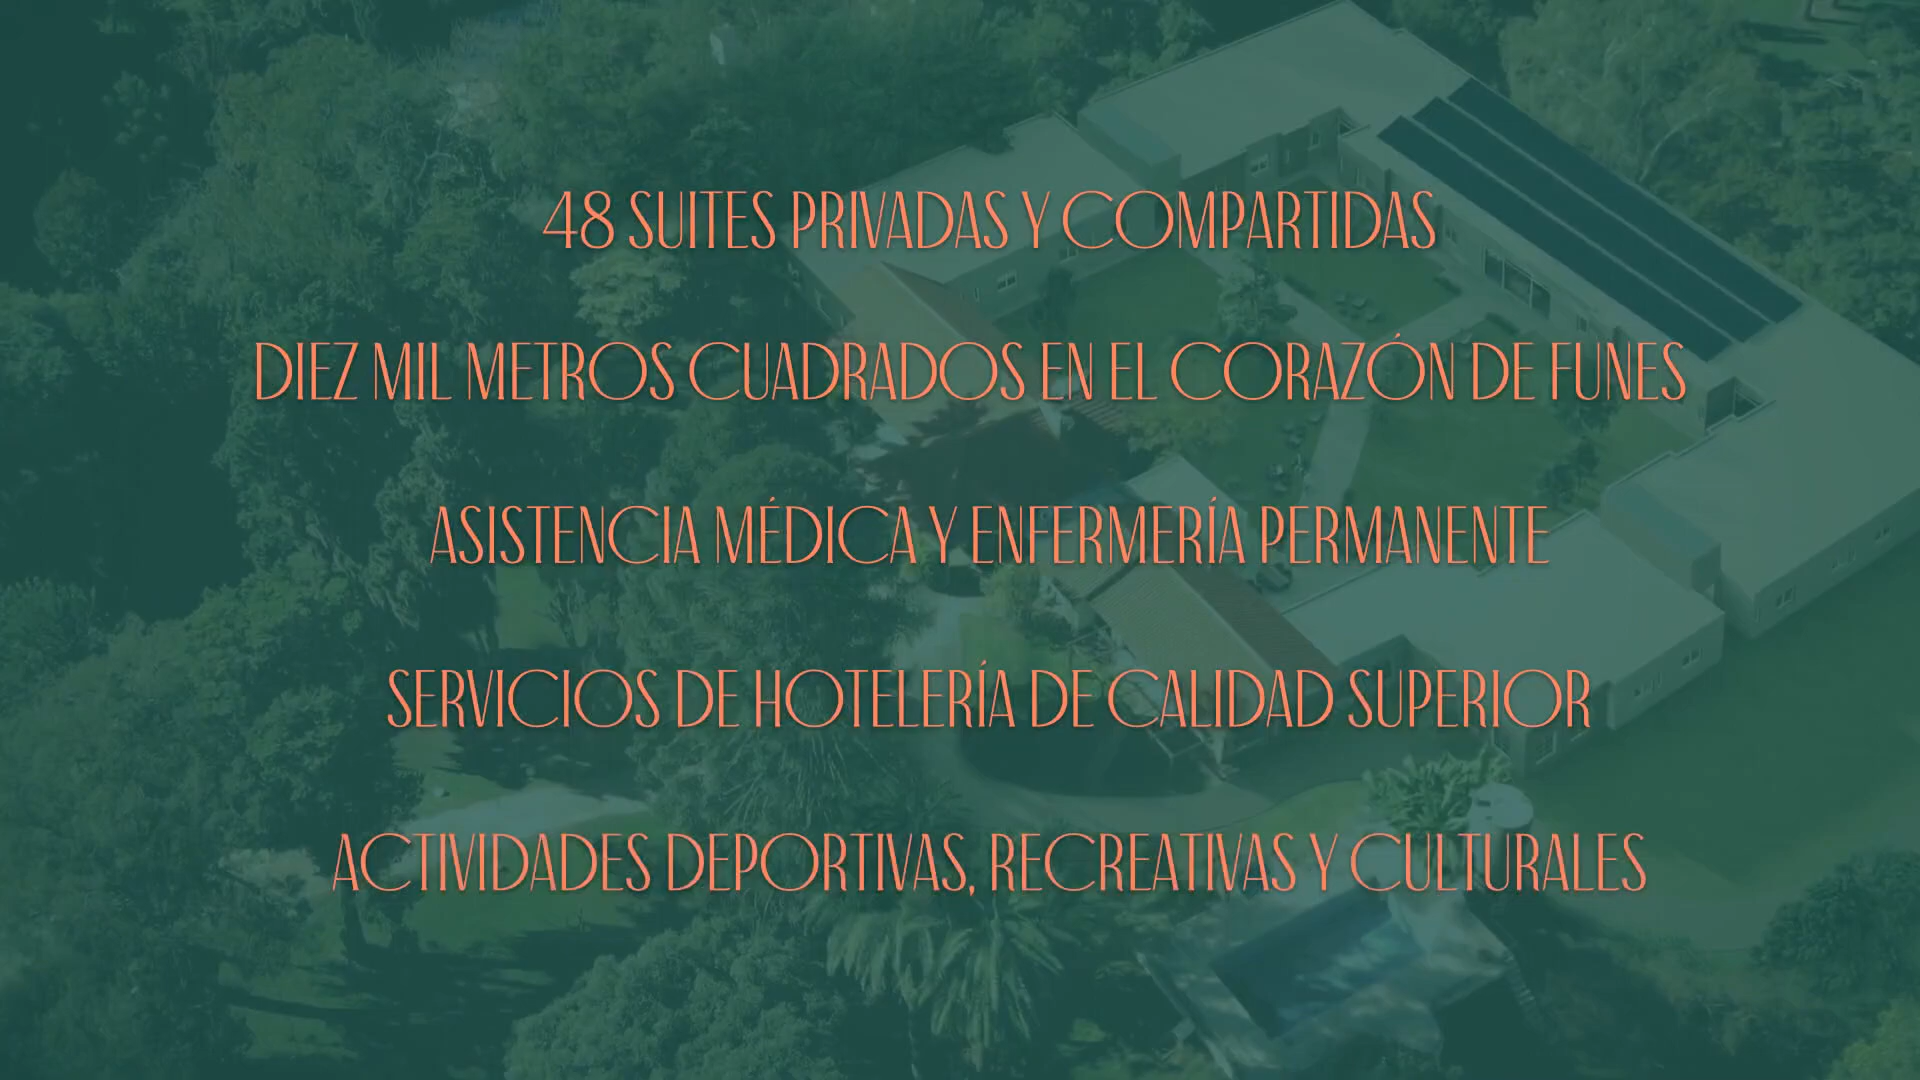 48 SUITES PRIVADAS Y COMPARTIDAS
DIEZ MIL METROS CUADRADOS EN EL CORAZÓN DE FUNES
ASISTENCIA MÉDICA Y ENFERMERÍA PERMANENTE
SERVICIOS DE HOTELERÍA DE CALIDAD SUPERIOR
ACTIVIDADES DEPORTIVAS, RECREATIVAS Y CULTURALES